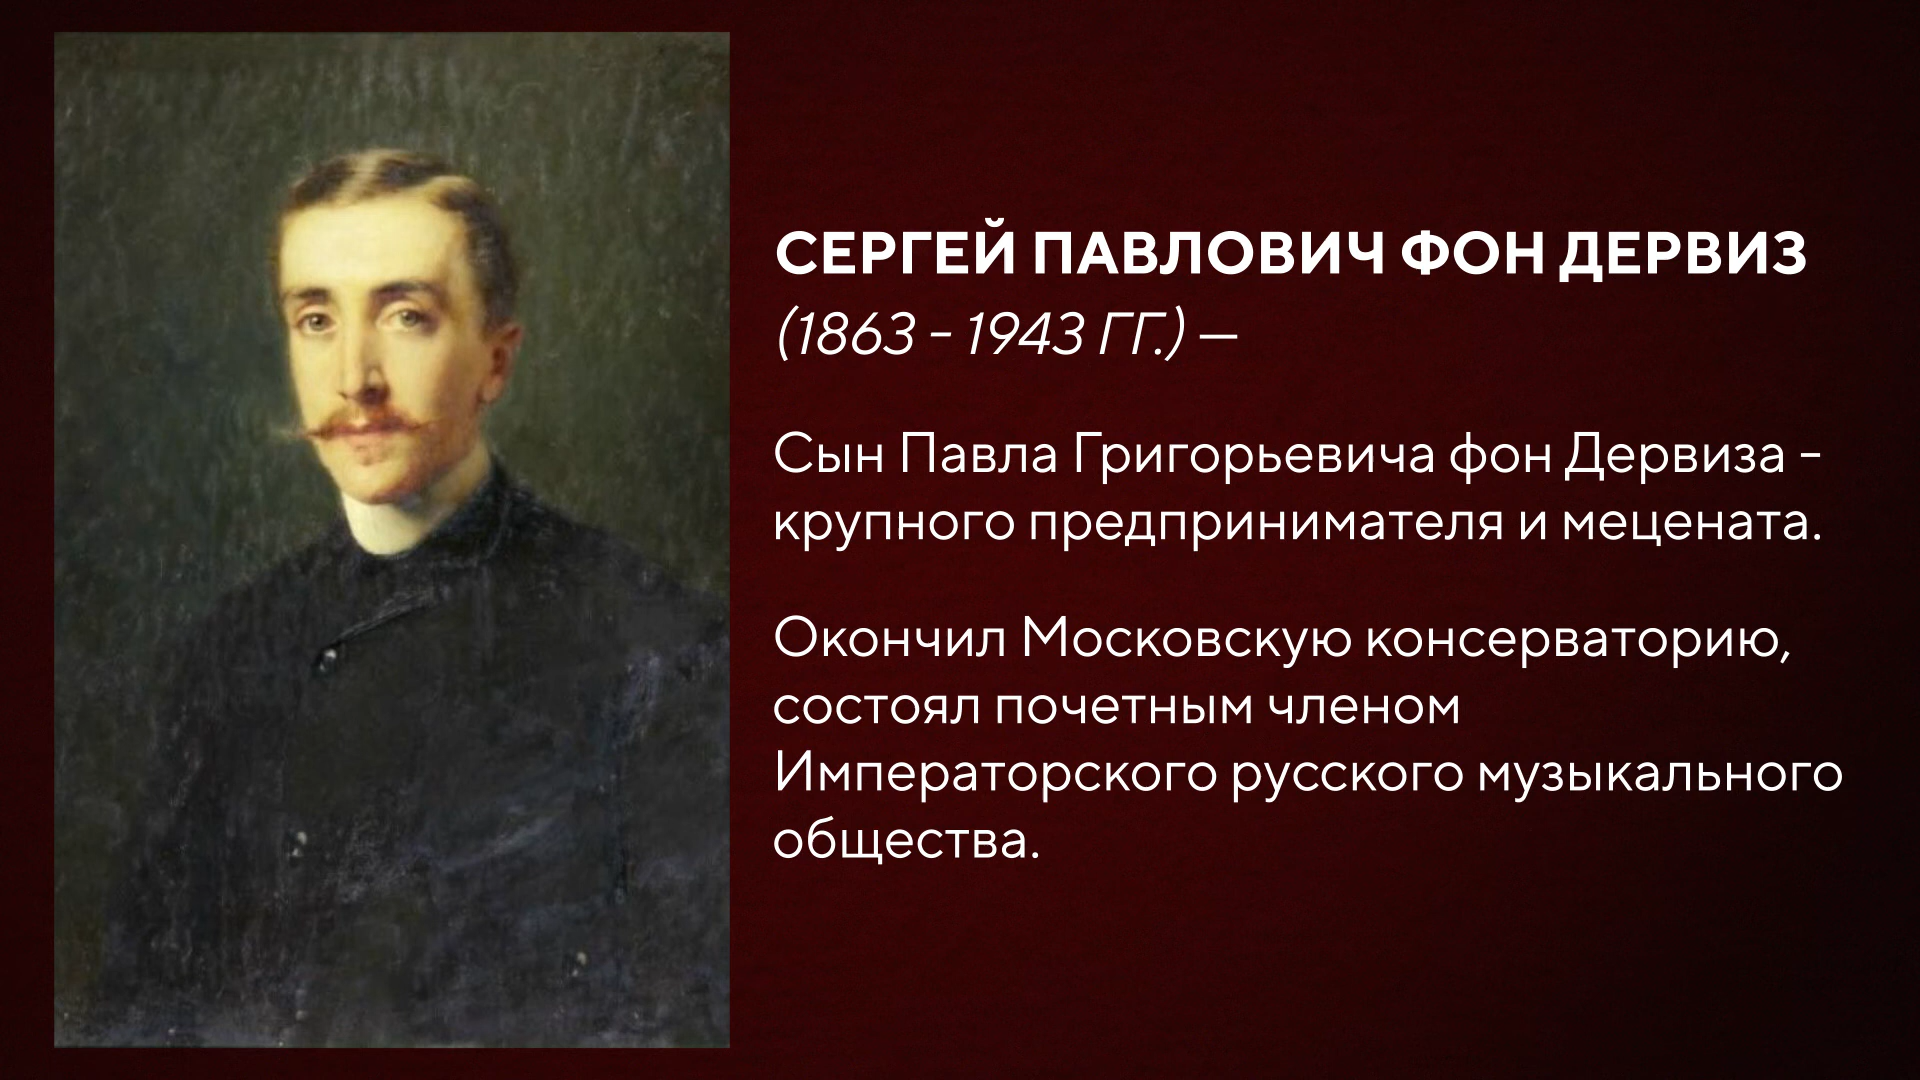 СЕРГЕЙ ПАВЛОВИЧ ФОН ДЕРВИЗ
(1863 – 1943 ГГ.) —
Сын Павла Григорьевича фон Дервиза –
крупного предпринимателя и мецената.
Окончил Московскую консерваторию,
состоял почетным членом
Императорского русского музыкального
общества.